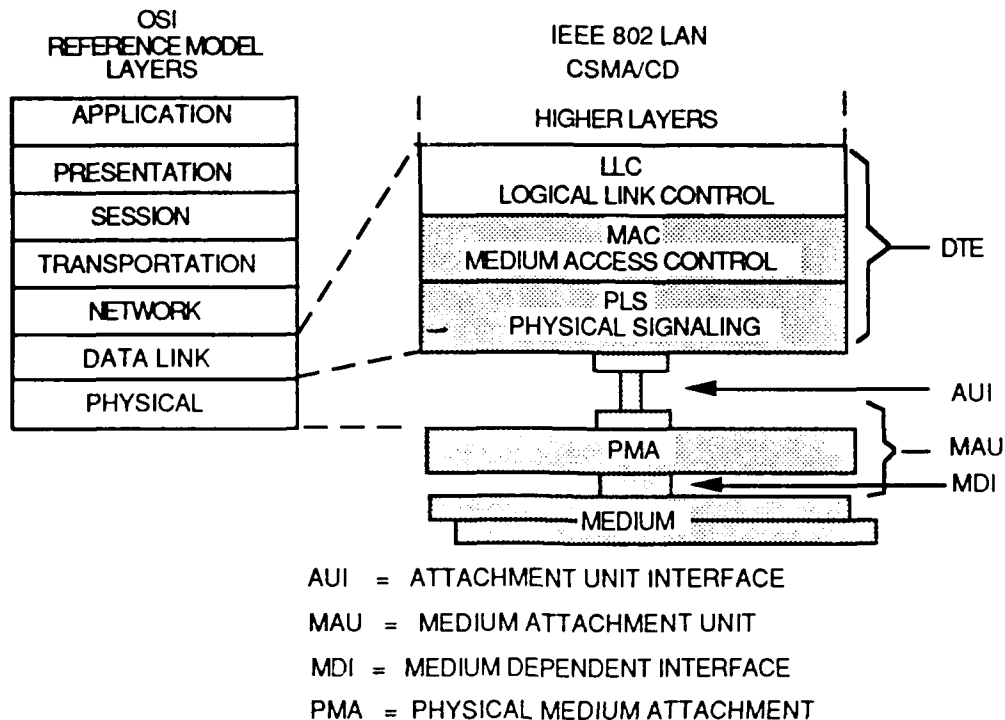 OSI
REFERENCE MODEL
LAYERS
APPLICATION
PRESENTATION
SESSION
TRANSPORTATION
NETWORK
DATA LINK
PHYSICAL
IEEE 802 LAN
CSMA/CD
HIGHER LAYERS
LLC
LOGICAL LINK CONTROL
MAC
MEDIUM ACCESS CONTROL
PLS
PHYSICAL SIGNALING
DTE
AUI
PMA
MAU
MDI
MEDIUM
AUI = ATTACHMENT UNIT INTERFACE
MAU = MEDIUM ATTACHMENT UNIT
MDI = MEDIUM DEPENDENT INTERFACE
PMA = PHYSICAL MEDIUM ATTACHMENT